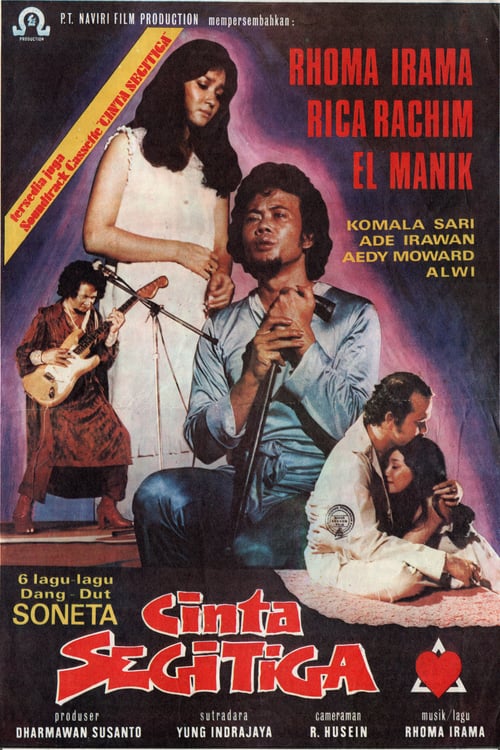 PRODUCTION
P.T. NAVIRI FILM PRODUCTION mempersembahkan:
tersedia juga
Soundtrack Cassette "CINTA SEGITIGA"
RHOMA IRAMA
RICA RACHIM
EL MANIK
KOMALA SARI
ADE IRAWAN
AEDY MOWARD
ALWI
6 lagu-lagu
Dang-Dut
SONETA
Cinta
SEGITIGA
produser
DHARMAWAN SUSANTO
sutradara
YUNG INDRAJAYA
cameraman
R. HUSEIN
musik/lagu
RHOMA IRAMA